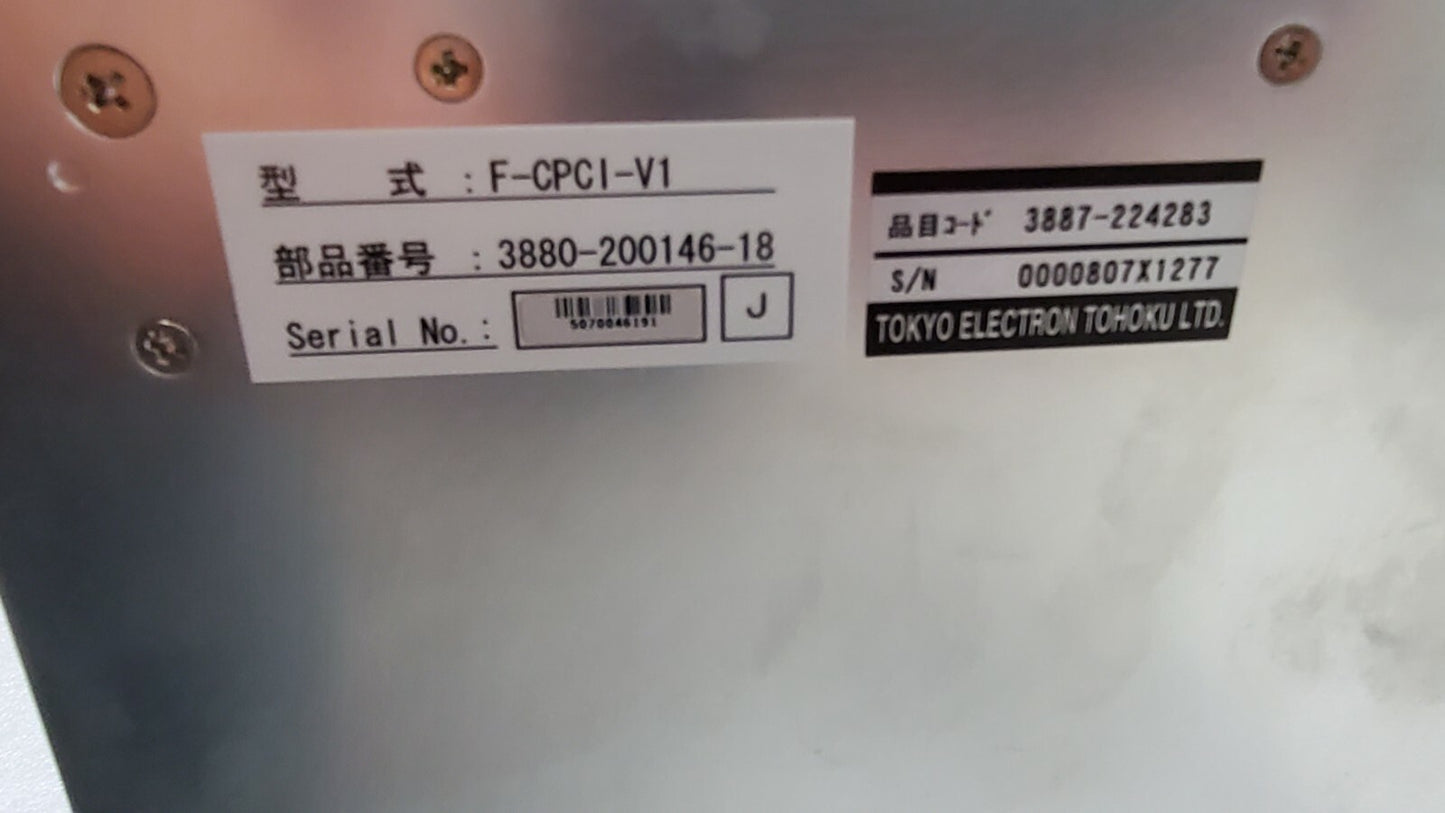 型 式 : F-CPCI-V1
部品番号 : 3880-200146-18
Serial No. :
5070046191
J
品目ｺｰﾄﾞ 3887-224283
S/N 0000807X1277
TOKYO ELECTRON TOHOKU LTD.